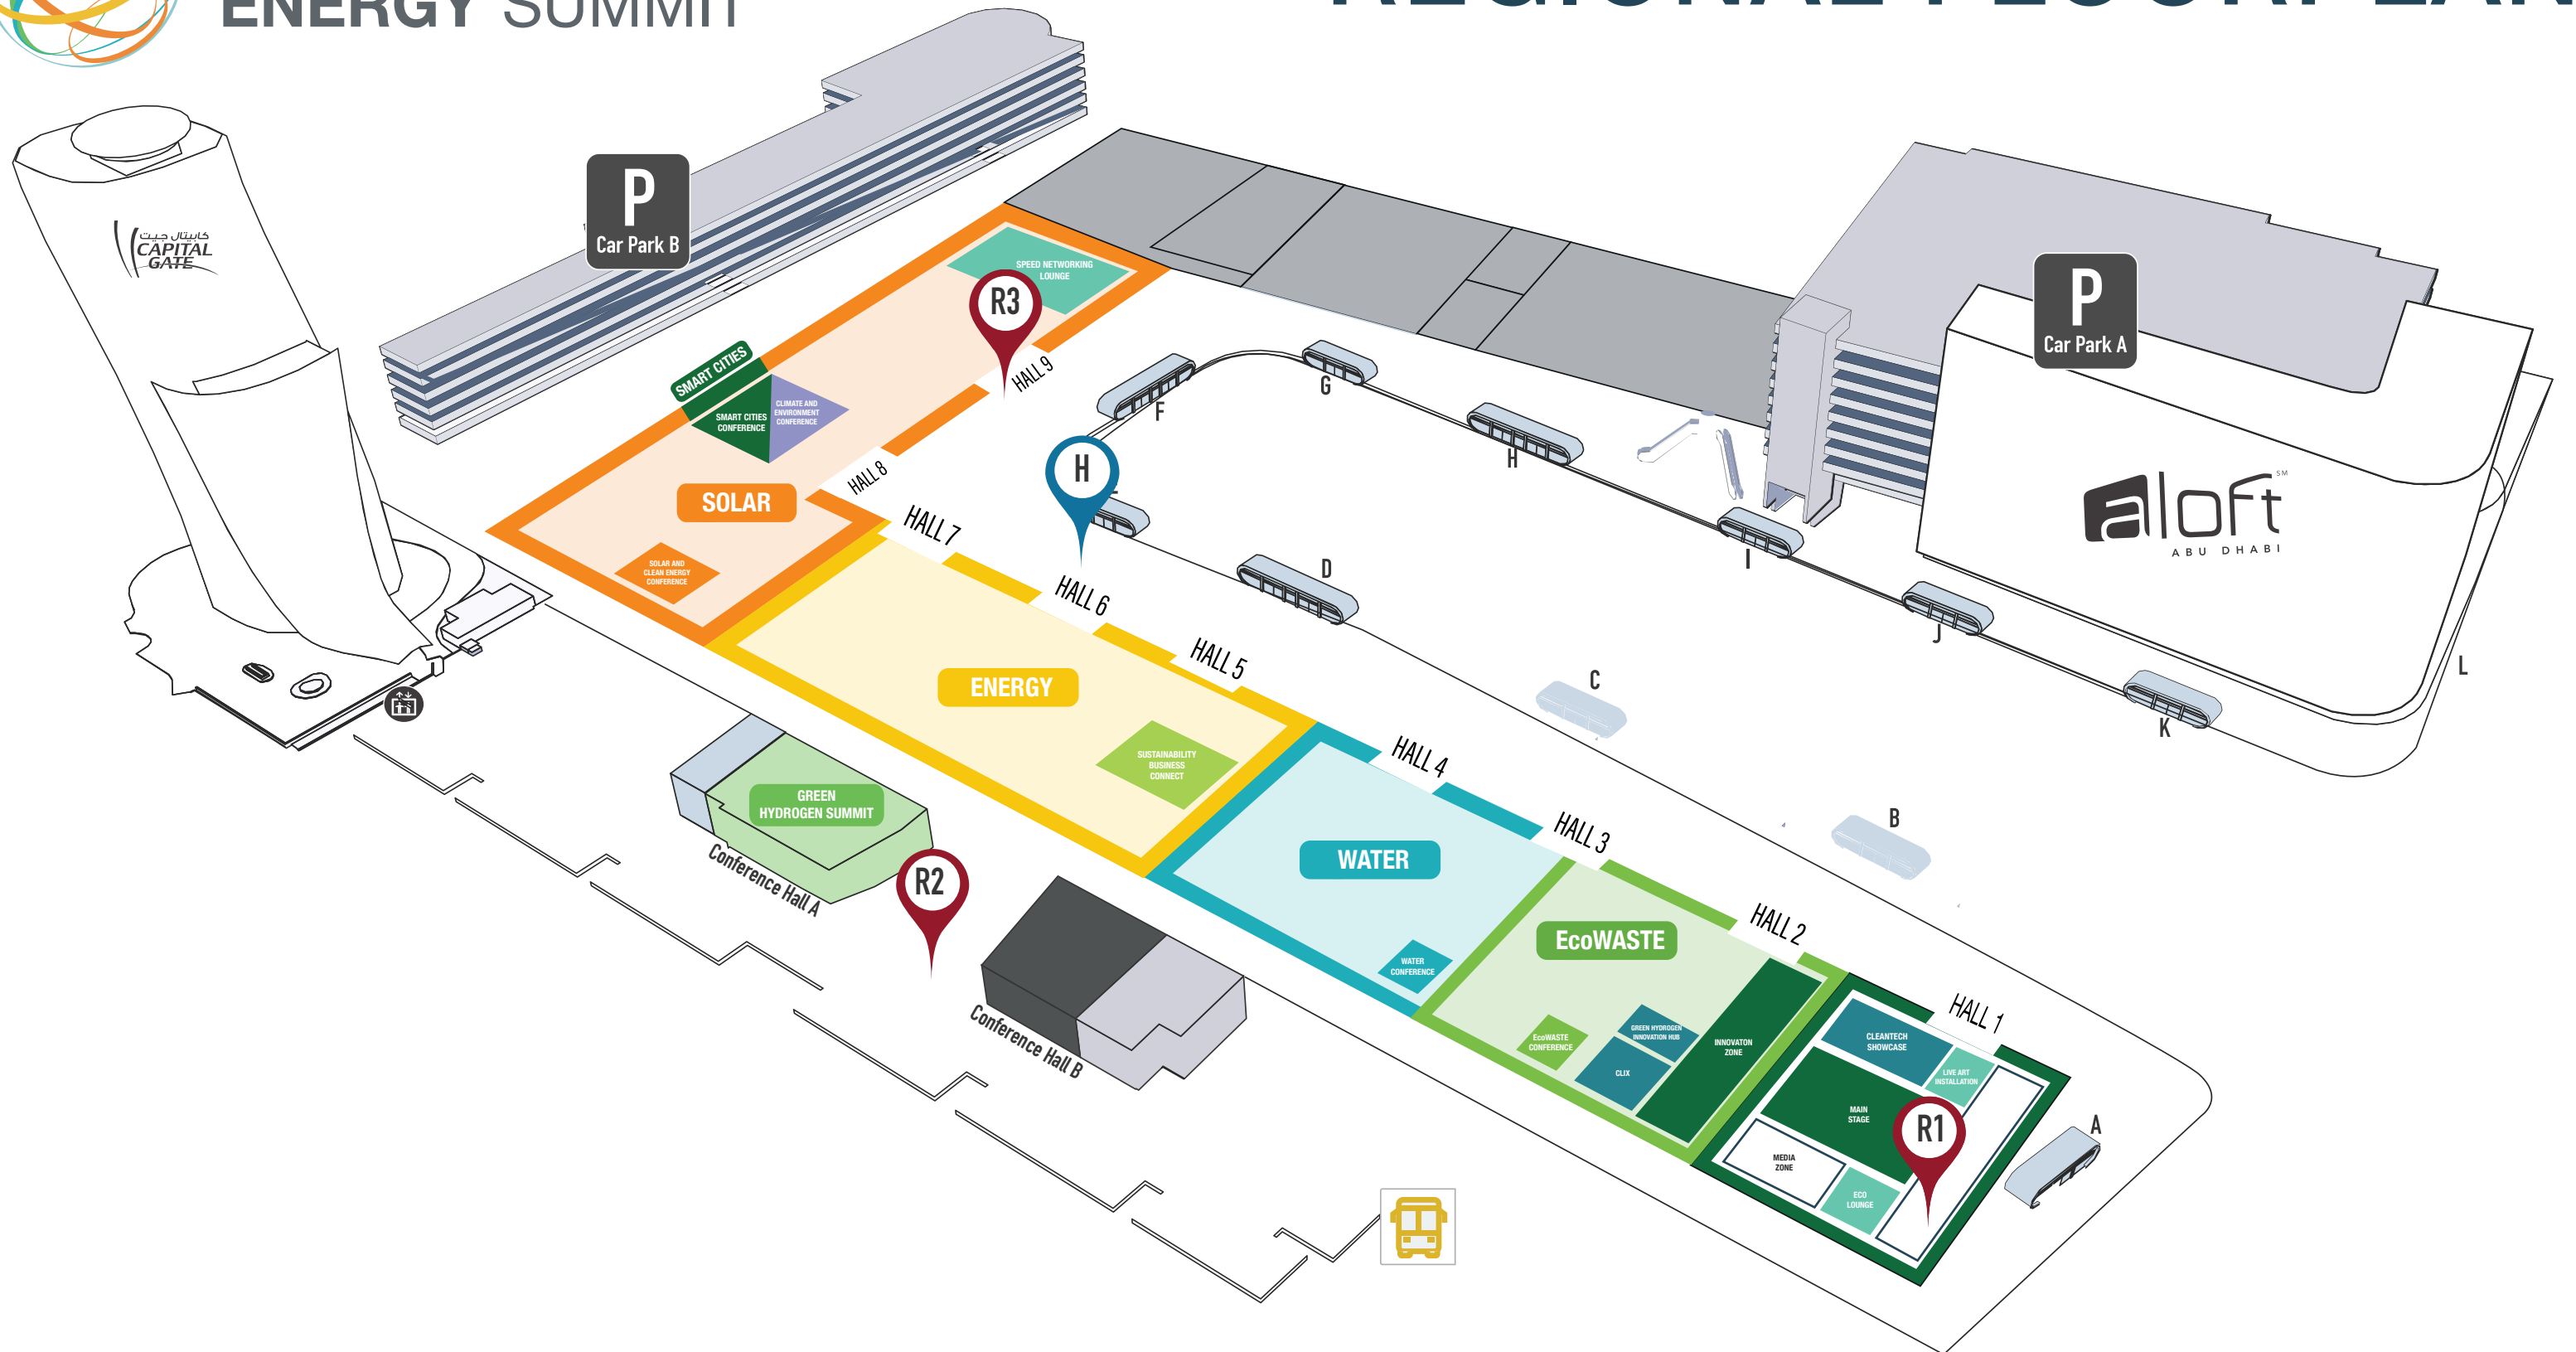 ENERGY SUMMIT
REGIONAL FLOORPLAN
كابيتال جيت
CAPITAL
GATE
P
Car Park B
SPEED NETWORKING
LOUNGE
R3
HALL 9
SMART CITIES
SMART CITIES
CONFERENCE
CLIMATE AND
ENVIRONMENT
CONFERENCE
HALL 8
SOLAR
SOLAR AND
CLEAN ENERGY
CONFERENCE
HALL 7
H
HALL 6
HALL 5
ENERGY
SUSTAINABILITY
BUSINESS
CONNECT
F
G
H
D
I
J
K
L
C
B
A
P
Car Park A
aloft
SM
ABU DHABI
GREEN
HYDROGEN SUMMIT
Conference Hall A
R2
Conference Hall B
HALL 4
WATER
WATER
CONFERENCE
HALL 3
EcoWASTE
EcoWASTE
CONFERENCE
GREEN HYDROGEN
INNOVATION HUB
CLIX
INNOVATON
ZONE
HALL 2
HALL 1
CLEANTECH
SHOWCASE
LIVE ART
INSTALLATION
MAIN
STAGE
R1
MEDIA
ZONE
ECO
LOUNGE